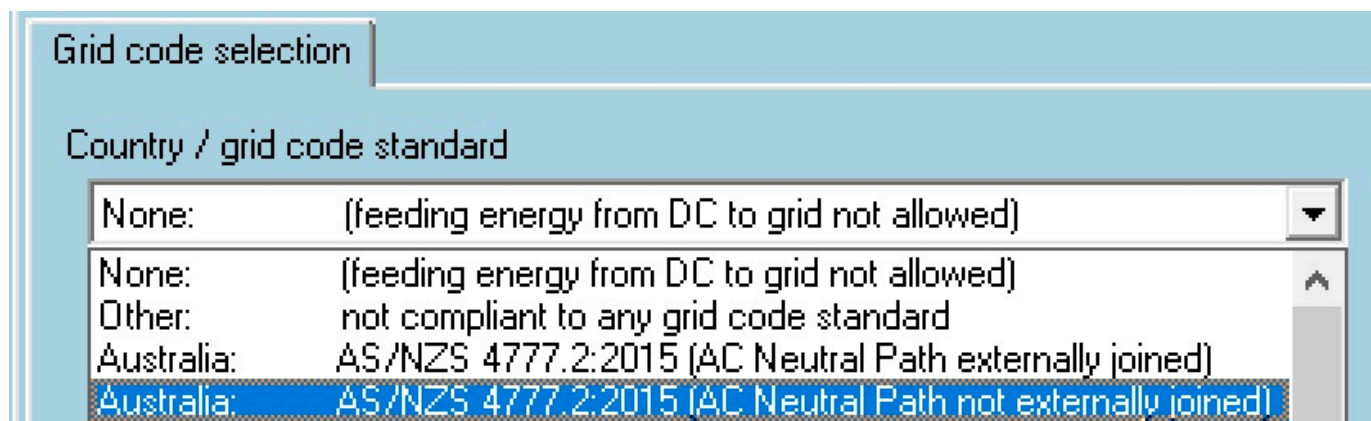 Grid code selection
Country / grid code standard
None: (feeding energy from DC to grid not allowed)
None: (feeding energy from DC to grid not allowed)
Other: not compliant to any grid code standard
Australia: AS/NZS 4777.2:2015 (AC Neutral Path externally joined)
Australia: AS/NZS 4777.2:2015 (AC Neutral Path not externally joined)